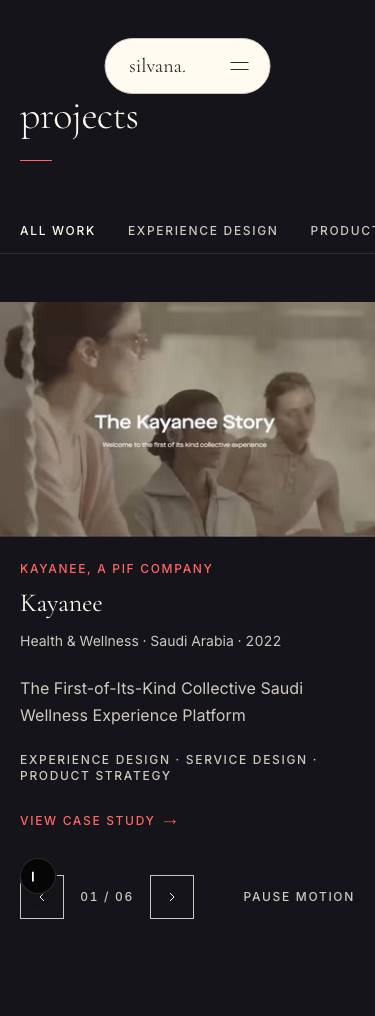 silvana.
projects
ALL WORK
EXPERIENCE DESIGN
PRODUCT
The Kayanee Story
Welcome to the first of its kind collective experience
KAYANEE, A PIF COMPANY
Kayanee
Health & Wellness · Saudi Arabia · 2022
The First-of-Its-Kind Collective Saudi
Wellness Experience Platform
EXPERIENCE DESIGN · SERVICE DESIGN ·
PRODUCT STRATEGY
VIEW CASE STUDY →
01 / 06
PAUSE MOTION